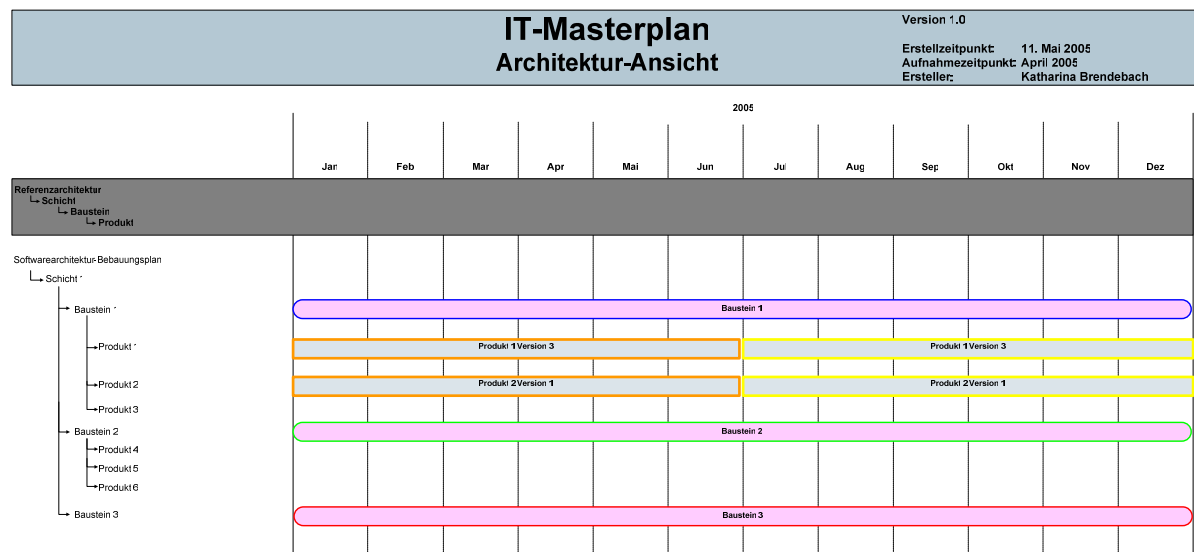 IT-Masterplan
Architektur-Ansicht
Version 1.0
Erstellzeitpunkt: 11. Mai 2005
Aufnahmezeitpunkt: April 2005
Ersteller: Katharina Brendebach
2005
Jan Feb Mar Apr Mai Jun Jul Aug Sep Okt Nov Dez
Referenzarchitektur
Schicht
Baustein
Produkt
Softwarearchitektur-Bebauungsplan
Schicht 1
Baustein 1 Baustein 1
Produkt 1 Produkt 1 Version 3 Produkt 1 Version 3
Produkt 2 Produkt 2 Version 1 Produkt 2 Version 1
Produkt 3
Baustein 2 Baustein 2
Produkt 4
Produkt 5
Produkt 6
Baustein 3 Baustein 3